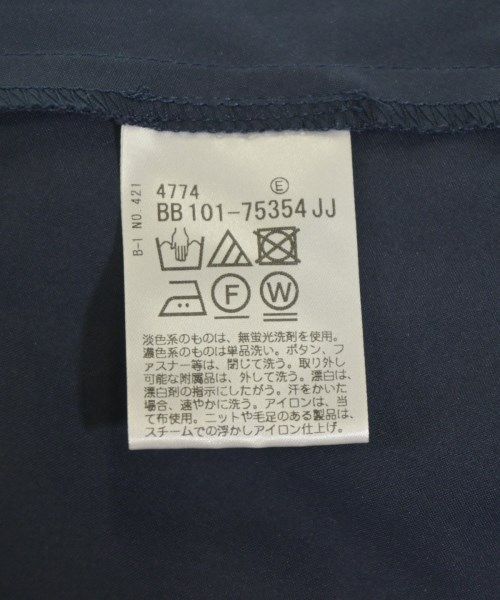 B-1 NO. 421
4774 E
BB101-75354JJ
F W
淡色系のものは、無蛍光洗剤を使用。
濃色系のものは単品洗い。ボタン、フ
ァスナー等は、閉じて洗う。取り外し
可能な附属品は、外して洗う。漂白は、
漂白剤の指示にしたがう。汗をかいた
場合、速やかに洗う。アイロンは、当
て布使用。ニットや毛足のある製品は、
スチームでの浮かしアイロン仕上げ。